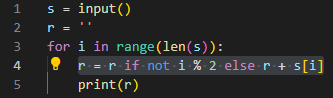 1 s = input()
2 r = ''
3 for i in range(len(s)):
4     r = r if not i % 2 else r + s[i]
5     print(r)